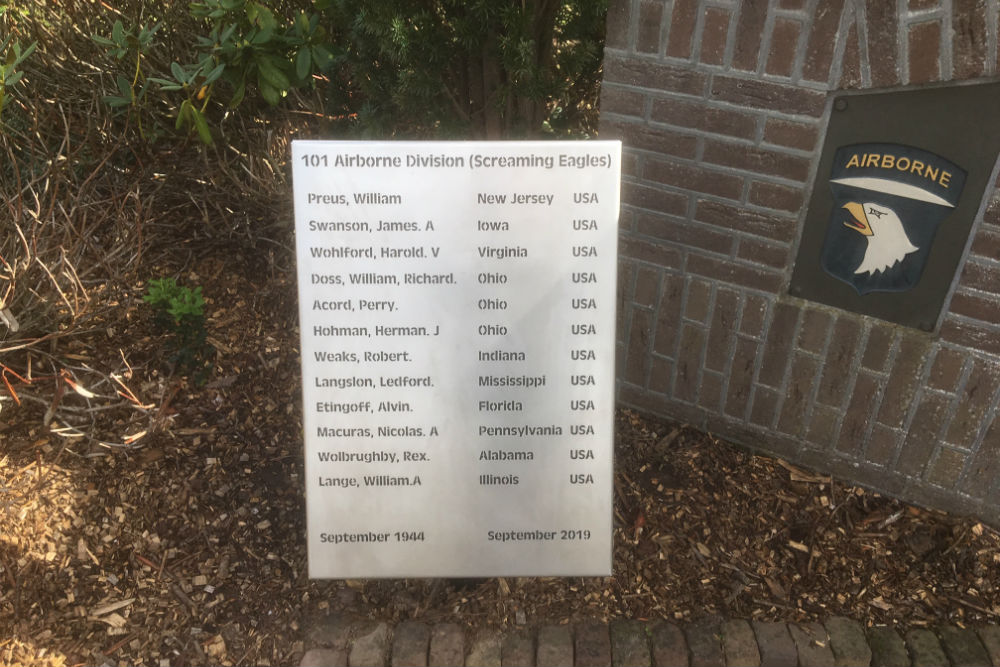 101 Airborne Division (Screaming Eagles)
Preus, William New Jersey USA
Swanson, James. A Iowa USA
Wohlford, Harold. V Virginia USA
Doss, William, Richard. Ohio USA
Acord, Perry. Ohio USA
Hohman, Herman. J Ohio USA
Weaks, Robert. Indiana USA
Langslon, Ledford. Mississippi USA
Etingoff, Alvin. Florida USA
Macuras, Nicolas. A Pennsylvania USA
Wolbrughby, Rex. Alabama USA
Lange, William.A Illinois USA
September 1944 September 2019
AIRBORNE